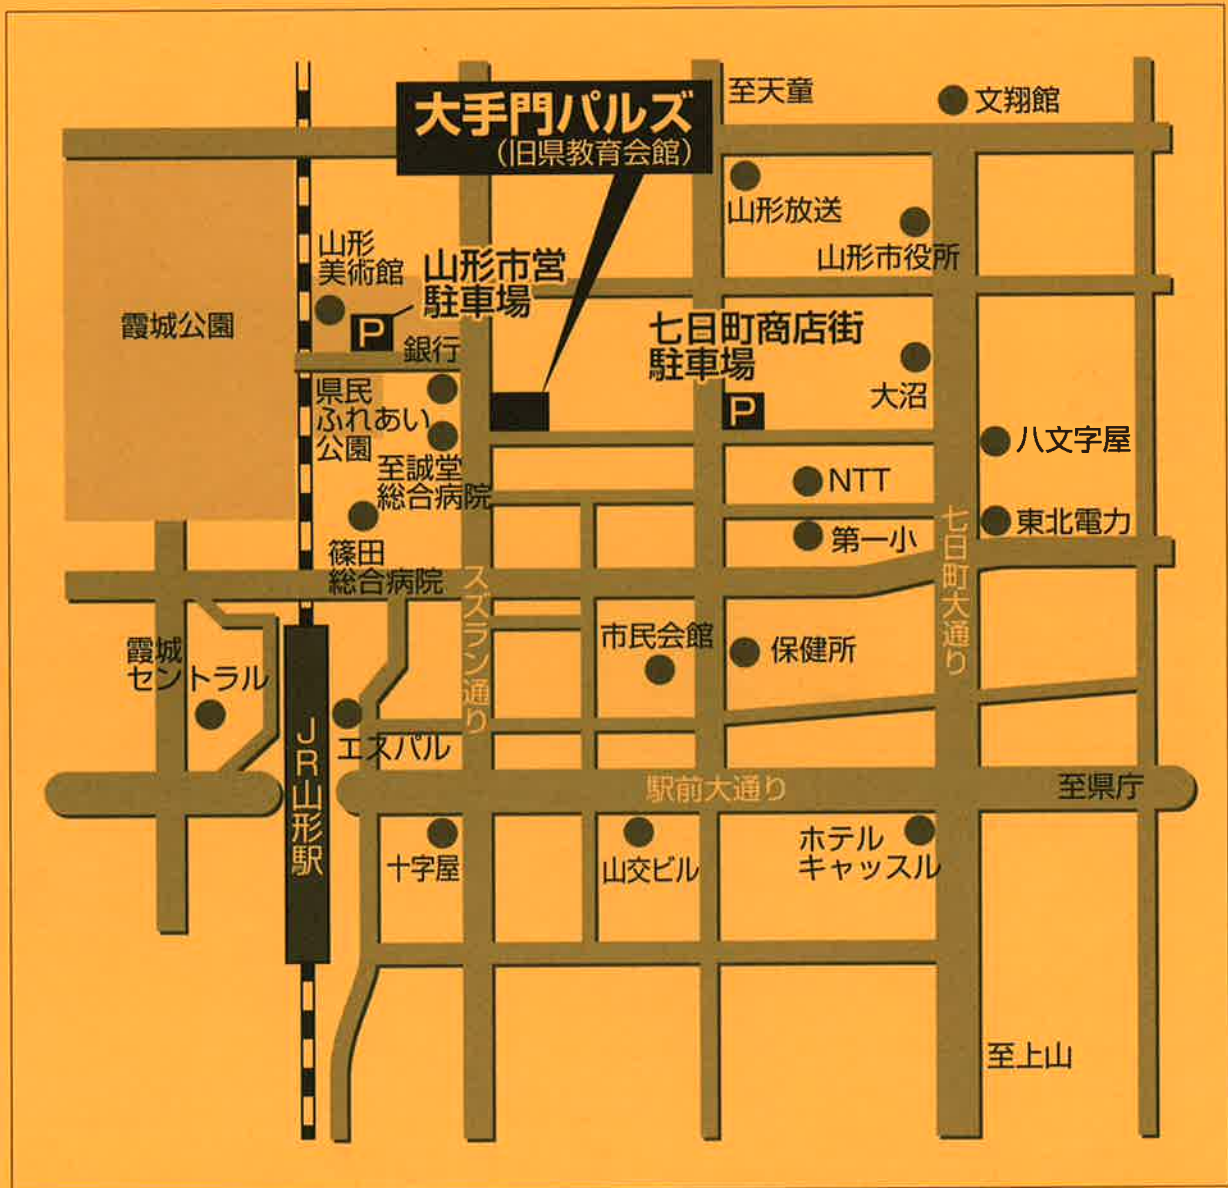 大手門パルズ
(旧県教育会館)
至天童
文翔館
山形放送
山形市役所
山形
美術館
山形市営
駐車場
P
霞城公園
銀行
七日町商店街
駐車場
P
大沼
県民
ふれあい
公園
至誠堂
総合病院
八文字屋
NTT
第一小
東北電力
篠田
総合病院
スズラン通り
七日町大通り
市民会館
保健所
霞城
セントラル
JR山形駅
エスパル
駅前大通り
至県庁
十字屋
山交ビル
ホテル
キャッスル
至上山